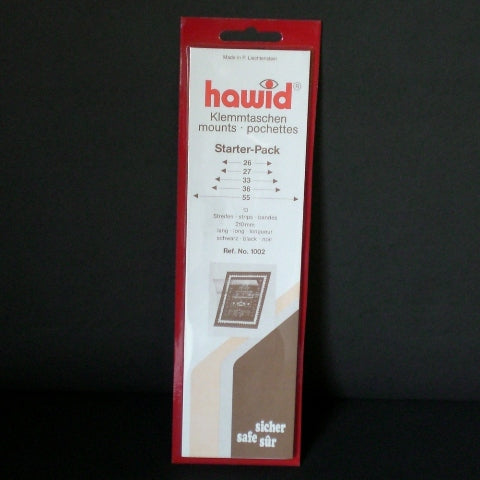 Made in F. Liechtenstein
hawid®
Klemmtaschen
mounts · pochettes
Starter-Pack
26
27
33
36
55
Streifen · strips · bandes
210mm
lang · long · longueur
schwarz · black · noir
Ref. No. 1002
sicher
safe sûr